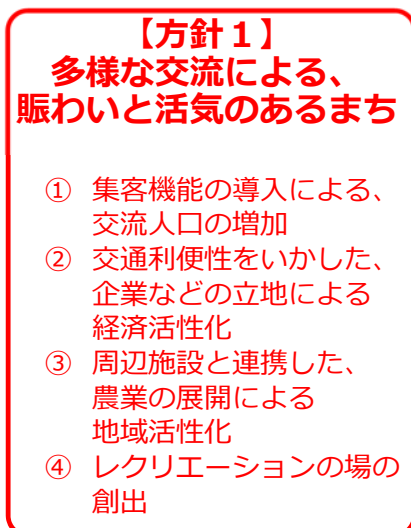 【方針１】
多様な交流による、
賑わいと活気のあるまち
① 集客機能の導入による、
交流人口の増加
② 交通利便性をいかした、
企業などの立地による
経済活性化
③ 周辺施設と連携した、
農業の展開による
地域活性化
④ レクリエーションの場の
創出